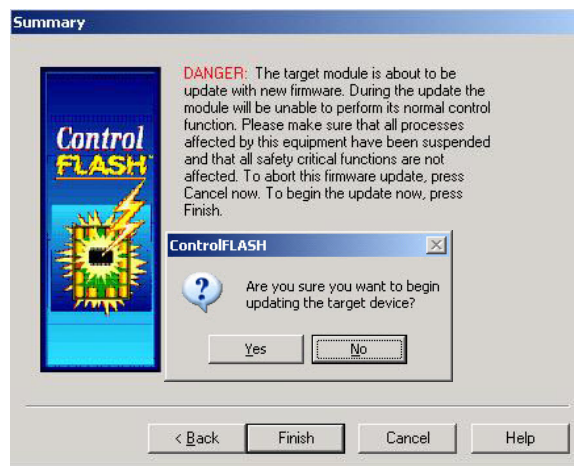 Summary
DANGER: The target module is about to be
update with new firmware. During the update the
module will be unable to perform its normal control
function. Please make sure that all processes
affected by this equipment have been suspended
and that all safety critical functions are not
affected. To abort this firmware update, press
Cancel now. To begin the update now, press
Finish.
Control
FLASH
ControlFLASH
Are you sure you want to begin
updating the target device?
Yes No
< Back Finish Cancel Help